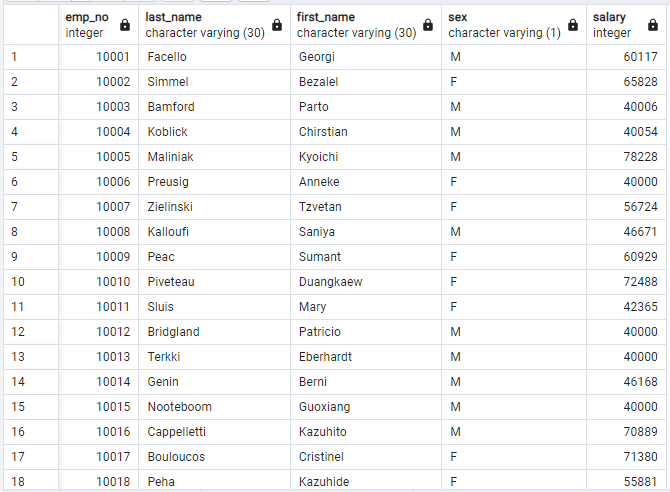 emp_no last_name first_name sex salary
integer character varying (30) character varying (30) character varying (1) integer
1 10001 Facello Georgi M 60117
2 10002 Simmel Bezalel F 65828
3 10003 Bamford Parto M 40006
4 10004 Koblick Chirstian M 40054
5 10005 Maliniak Kyoichi M 78228
6 10006 Preusig Anneke F 40000
7 10007 Zielinski Tzvetan F 56724
8 10008 Kalloufi Saniya M 46671
9 10009 Peac Sumant F 60929
10 10010 Piveteau Duangkaew F 72488
11 10011 Sluis Mary F 42365
12 10012 Bridgland Patricio M 40000
13 10013 Terkki Eberhardt M 40000
14 10014 Genin Berni M 46168
15 10015 Nooteboom Guoxiang M 40000
16 10016 Cappelletti Kazuhito M 70889
17 10017 Bouloucos Cristinel F 71380
18 10018 Peha Kazuhide F 55881